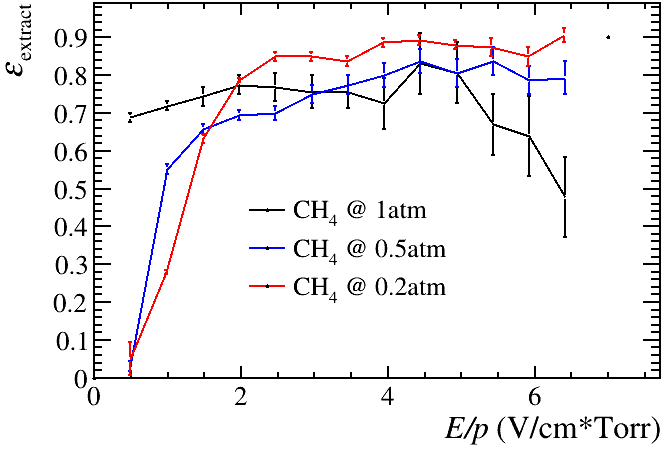 ε extract
0.9
0.8
0.7
0.6
0.5
0.4
0.3
0.2
0.1
0
CH4 @ 1atm
CH4 @ 0.5atm
CH4 @ 0.2atm
0 2 4 6
E/p (V/cm*Torr)